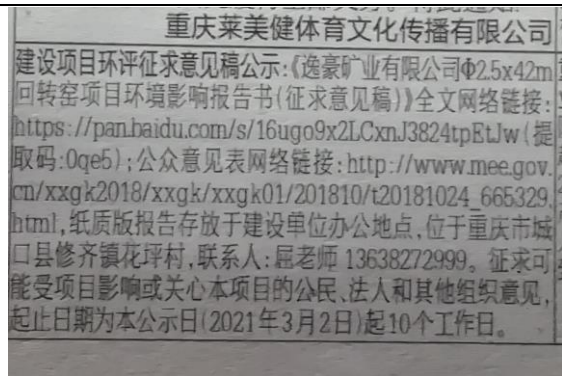 重庆莱美健体育文化传播有限公司
建设项目环评征求意见稿公示:《逸豪矿业有限公司Φ2.5x42m
回转窑项目环境影响报告书(征求意见稿)》全文网络链接:
https://pan.baidu.com/s/16ugo9x2LCxnJ3824tpEtJw(提
取码:0qe5);公众意见表网络链接:http://www.mee.gov.
cn/xxgk2018/xxgk/xxgk01/201810/t20181024_665329.
html,纸质版报告存放于建设单位办公地点,位于重庆市城
口县修齐镇花坪村,联系人:屈老师 13638272999。征求可
能受项目影响或关心本项目的公民、法人和其他组织意见,
起止日期为本公示日(2021年3月2日)起10个工作日。